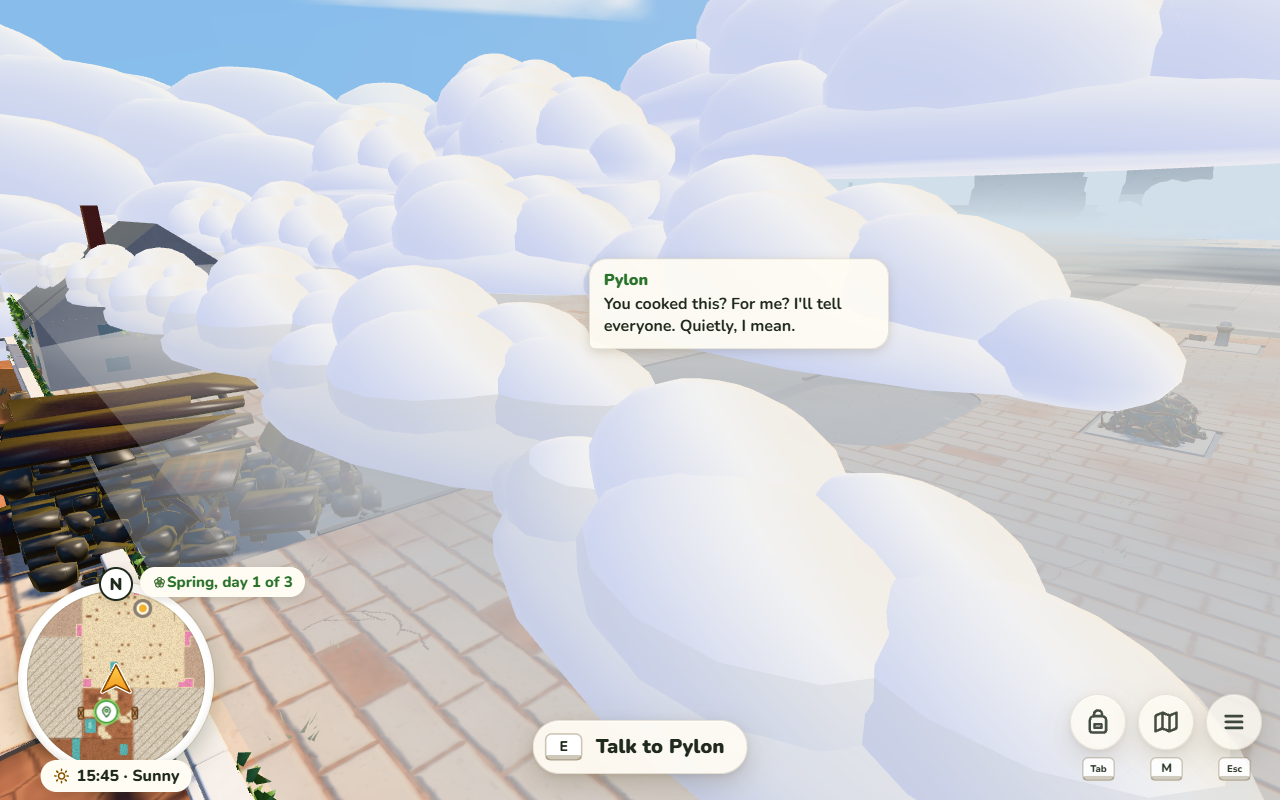 Pylon
You cooked this? For me? I'll tell
everyone. Quietly, I mean.
N
Spring, day 1 of 3
15:45 · Sunny
E
Talk to Pylon
Tab
M
Esc